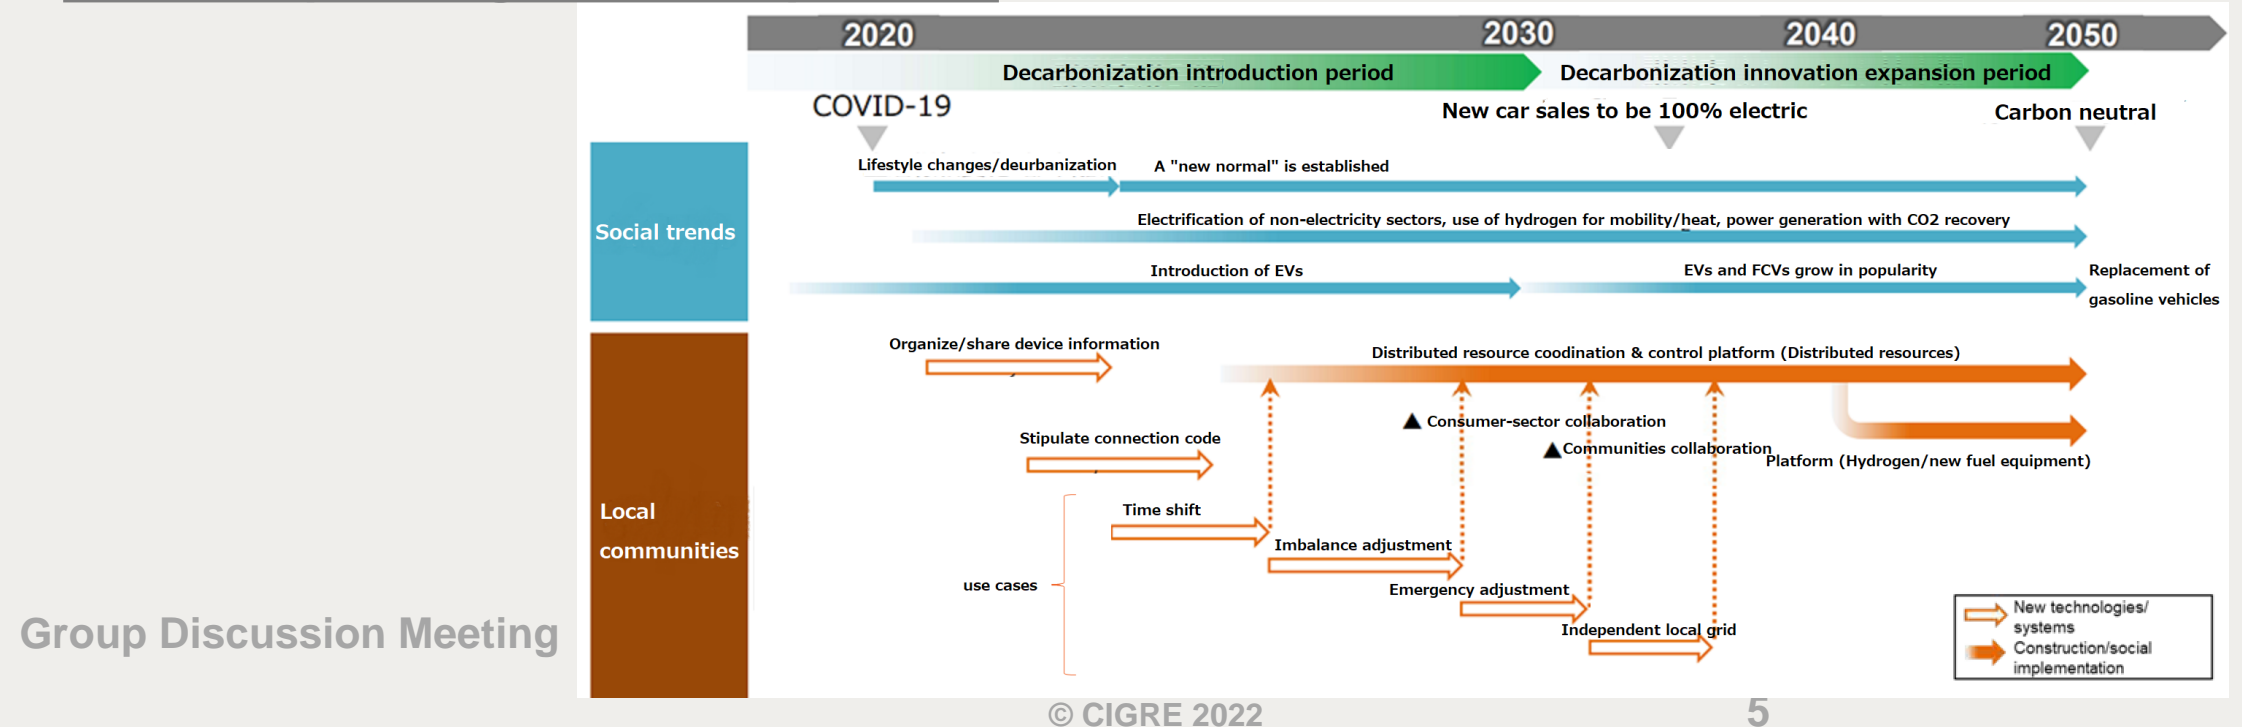 2020 2030 2040 2050
Decarbonization introduction period Decarbonization innovation expansion period
COVID-19 New car sales to be 100% electric Carbon neutral
Social trends
Lifestyle changes/deurbanization A "new normal" is established
Electrification of non-electricity sectors, use of hydrogen for mobility/heat, power generation with CO2 recovery
Introduction of EVs EVs and FCVs grow in popularity Replacement of
gasoline vehicles
Local
communities
Organize/share device information
Distributed resource coodination & control platform (Distributed resources)
▲ Consumer-sector collaboration
▲Communities collaboration
Platform (Hydrogen/new fuel equipment)
Stipulate connection code
use cases
Time shift
Imbalance adjustment
Emergency adjustment
Independent local grid
New technologies/
systems
Construction/social
implementation
Group Discussion Meeting
© CIGRE 2022 5